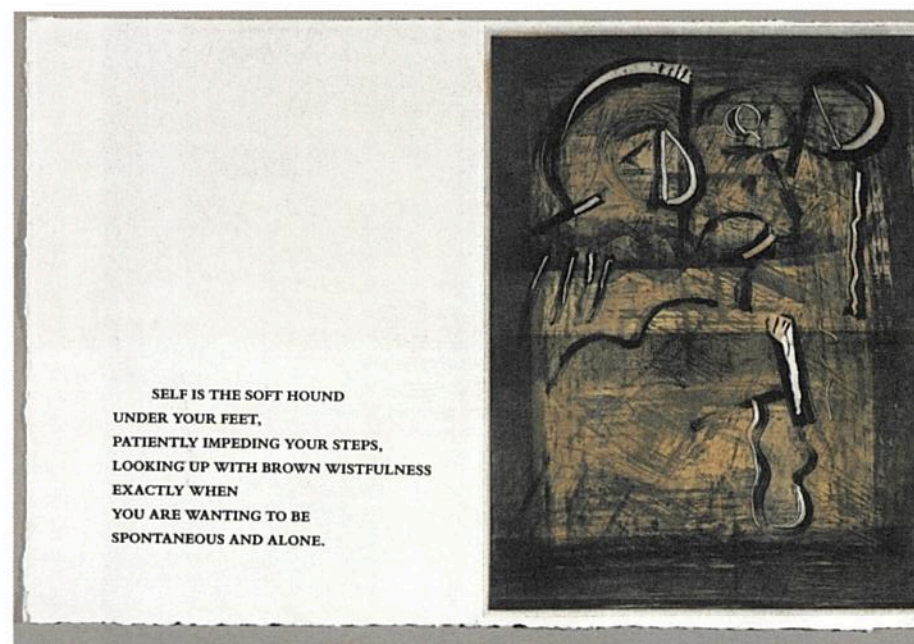 SELF IS THE SOFT HOUND
UNDER YOUR FEET,
PATIENTLY IMPEDING YOUR STEPS,
LOOKING UP WITH BROWN WISTFULNESS
EXACTLY WHEN
YOU ARE WANTING TO BE
SPONTANEOUS AND ALONE.